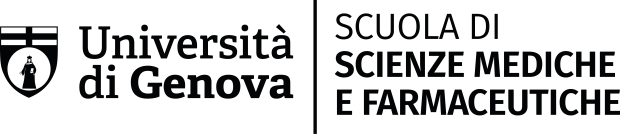 Università
di Genova
SCUOLA DI
SCIENZE MEDICHE
E FARMACEUTICHE